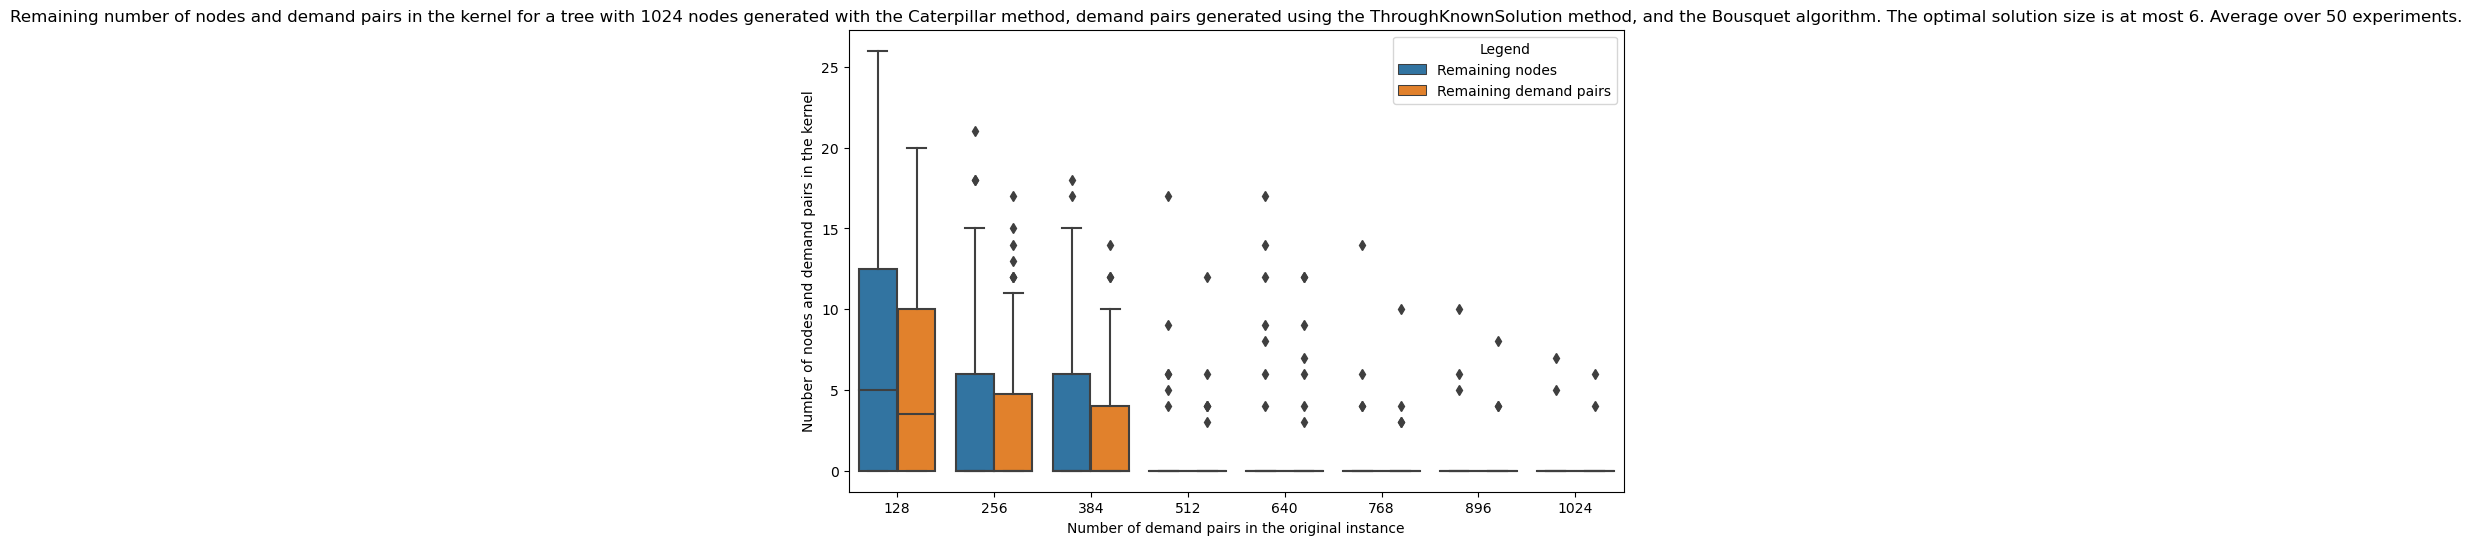 Remaining number of nodes and demand pairs in the kernel for a tree with 1024 nodes generated with the Caterpillar method, demand pairs generated using the ThroughKnownSolution method, and the Bousquet algorithm. The optimal solution size is at most 6. Average over 50 experiments.
Legend
Remaining nodes
Remaining demand pairs
Number of nodes and demand pairs in the kernel
25
20
15
10
5
0
128 256 384 512 640 768 896 1024
Number of demand pairs in the original instance